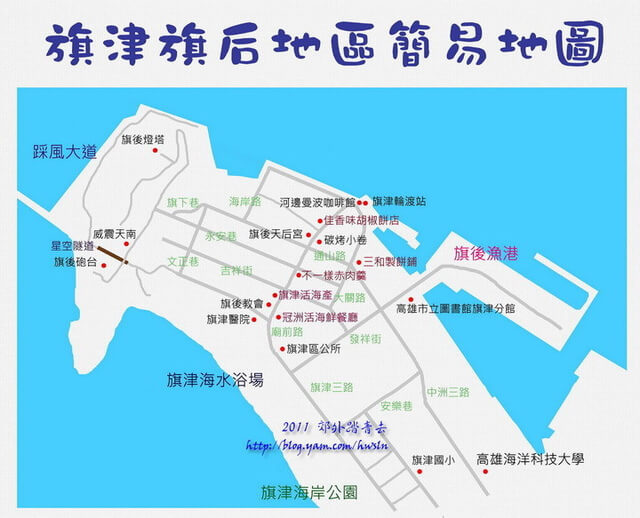 旗津旗后地區簡易地圖
旗後燈塔
踩風大道
旗下巷
海岸路
河邊曼波咖啡館
旗津輪渡站
佳香味胡椒餅店
威震天南
永安巷
旗後天后宮
碳烤小卷
星空隧道
通山路
旗後漁港
旗後砲台
文正巷
吉祥街
三和製餅鋪
不一樣赤肉羹
旗津活海產
大關路
旗後教會
高雄市立圖書館旗津分館
旗津醫院
冠洲活海鮮餐廳
廟前路
發祥街
旗津區公所
旗津海水浴場
旗津三路
中洲三路
安樂巷
2011 郊外踏青去
http://blog.yam.com/hw5ln
旗津國小
高雄海洋科技大學
旗津海岸公園